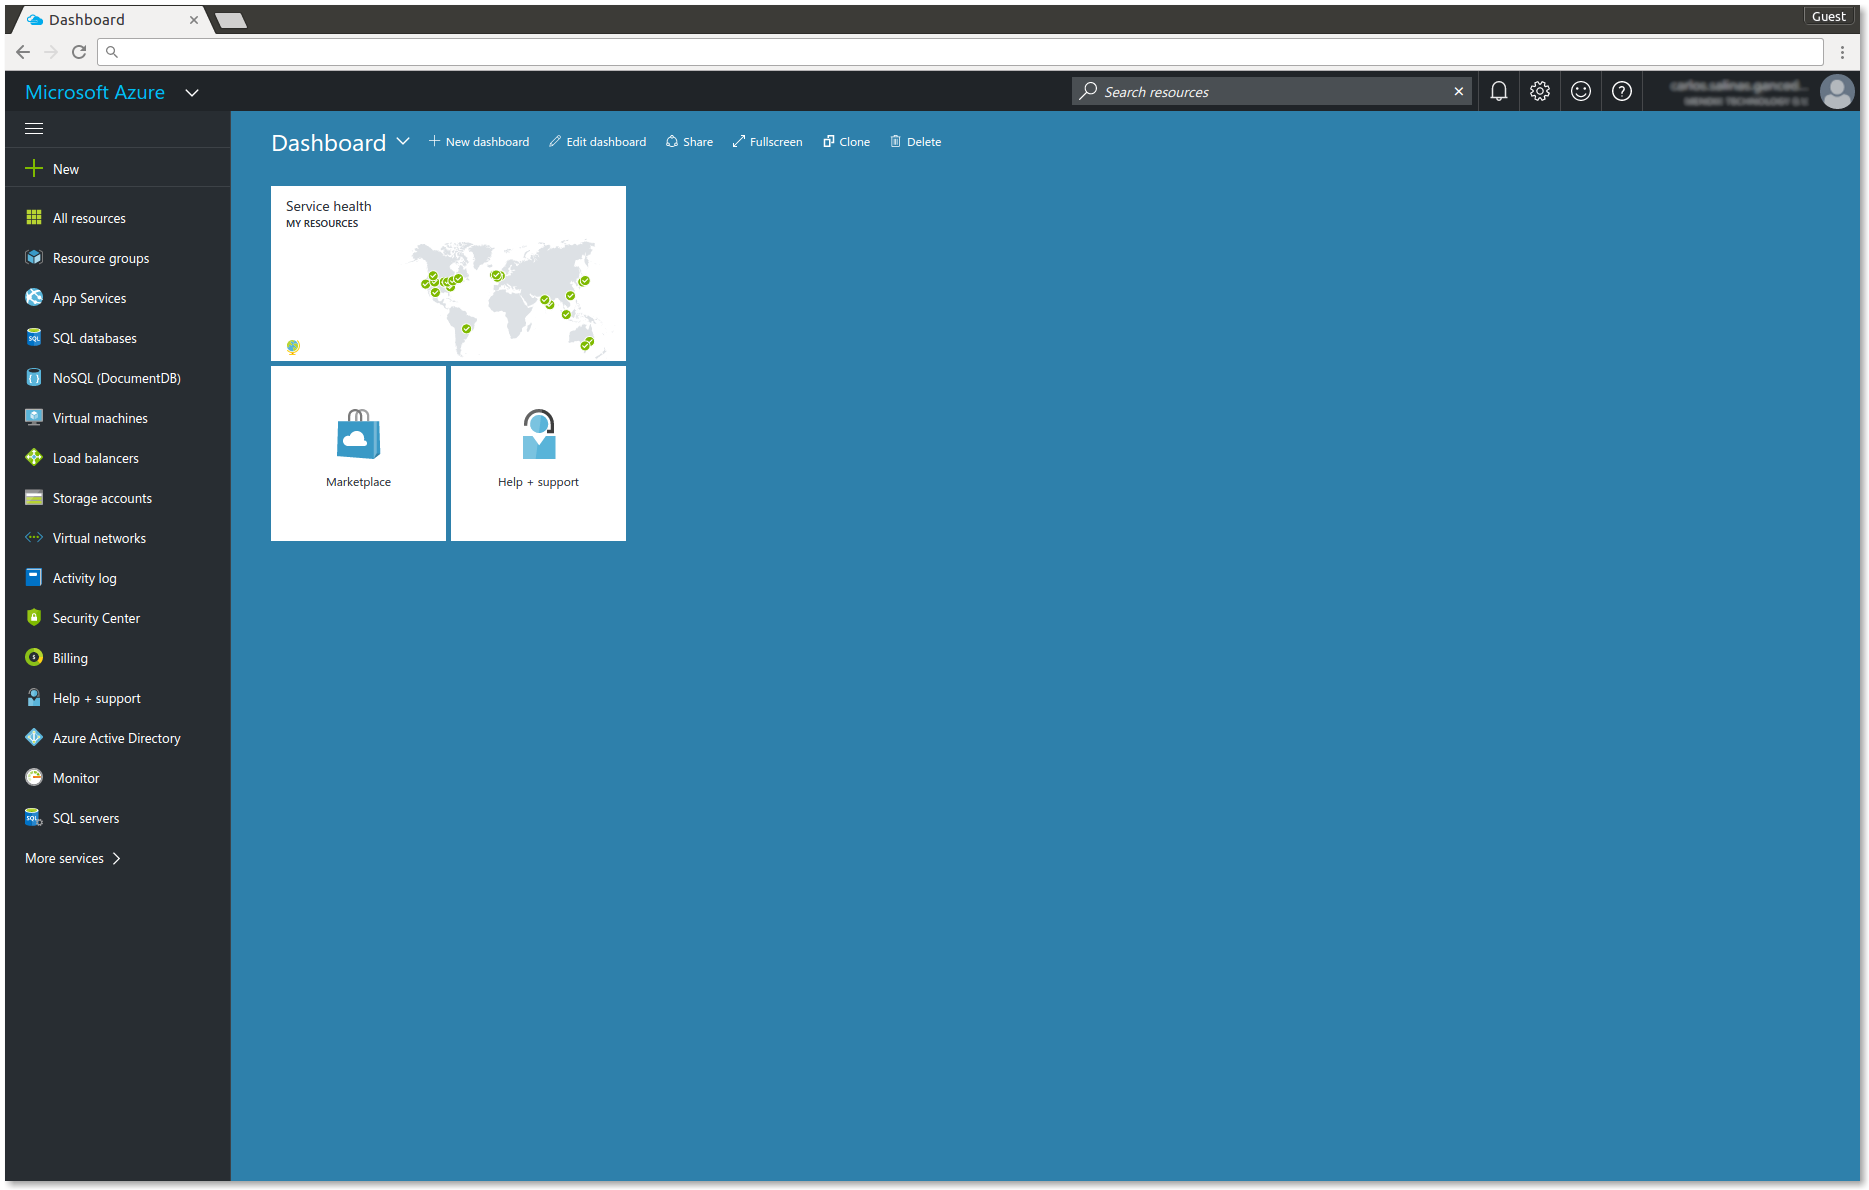 Dashboard
Guest
Microsoft Azure
Search resources
New
All resources
Resource groups
App Services
SQL databases
NoSQL (DocumentDB)
Virtual machines
Load balancers
Storage accounts
Virtual networks
Activity log
Security Center
Billing
Help + support
Azure Active Directory
Monitor
SQL servers
More services
Dashboard
New dashboard
Edit dashboard
Share
Fullscreen
Clone
Delete
Service health
MY RESOURCES
Marketplace
Help + support